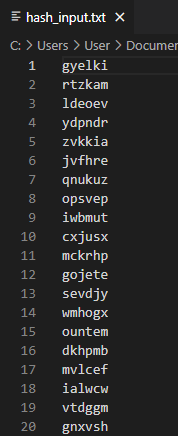 hash_input.txt
C: > Users > User > Documen
1 gyelki
2 rtzkam
3 ldeoev
4 ydpndr
5 zvkkia
6 jvfhre
7 qnukuz
8 opsvep
9 iwbmut
10 cxjusx
11 mckrhp
12 gojete
13 sevdjy
14 wmhogx
15 ountem
16 dkhpmb
17 mvlcef
18 ialwcw
19 vtdggm
20 gnxvsh